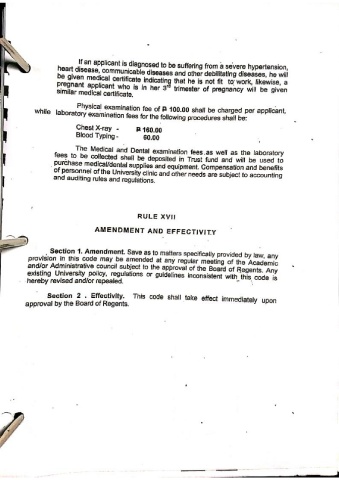 If an applicant is diagnosed to be suffering from a severe hypertension,
heart disease, communicable diseases and other debilitating diseases, he will
be given medical certificate indicating that he is not fit to work, likewise, a
pregnant applicant who is in her 3rd trimester of pregnancy will be given
similar medical certificate.
Physical examination fee of ₱ 100.00 shall be charged per applicant,
while laboratory examination fees for the following procedures shall be:
Chest X-ray - ₱ 160.00
Blood Typing - 60.00
The Medical and Dental examination fees as well as the laboratory
fees to be collected shall be deposited in Trust fund and will be used to
purchase medical/dental supplies and equipment. Compensation and benefits
of personnel of the University clinic and other needs are subject to accounting
and auditing rules and regulations.
RULE XVII
AMENDMENT AND EFFECTIVITY
Section 1. Amendment. Save as to matters specifically provided by law, any
provision in this code may be amended at any regular meeting of the Academic
and/or Administrative council subject to the approval of the Board of Regents. Any
existing University policy, regulations or guidelines inconsistent with this code is
hereby revised and/or repealed.
Section 2 . Effectivity. This code shall take effect immediately upon
approval by the Board of Regents.